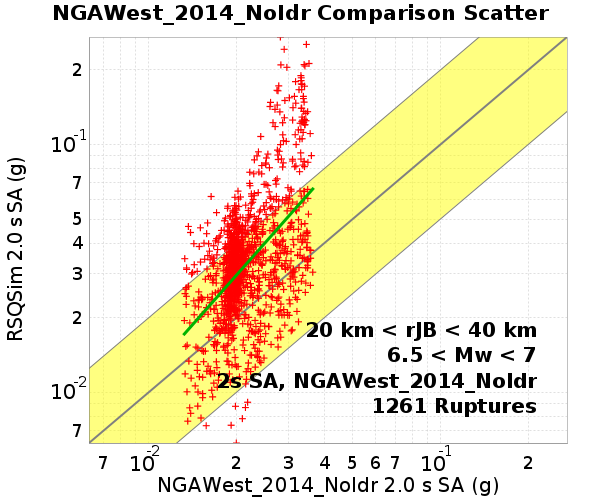 NGAWest_2014_NoIdr Comparison Scatter
RSQSim 2.0 s SA (g)
2
10-1
7
5
4
3
2
10-2
7
20 km < rJB < 40 km
6.5 < Mw < 7
2s SA, NGAWest_2014_NoIdr
1261 Ruptures
7 10-2 2 3 4 5 6 7 10-1 2
NGAWest_2014_NoIdr 2.0 s SA (g)